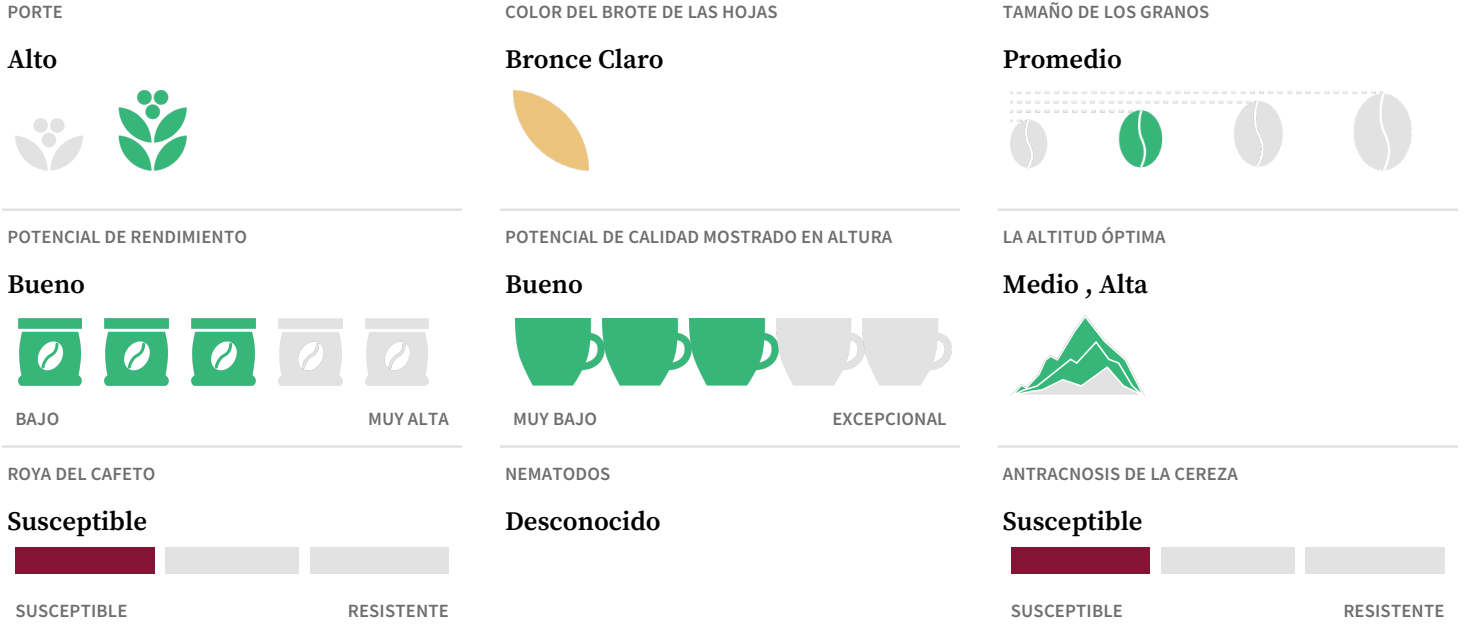 PORTE
Alto
COLOR DEL BROTE DE LAS HOJAS
Bronce Claro
TAMAÑO DE LOS GRANOS
Promedio
POTENCIAL DE RENDIMIENTO
Bueno
BAJO
MUY ALTA
POTENCIAL DE CALIDAD MOSTRADO EN ALTURA
Bueno
MUY BAJO
EXCEPCIONAL
LA ALTITUD ÓPTIMA
Medio , Alta
ROYA DEL CAFETO
Susceptible
SUSCEPTIBLE
RESISTENTE
NEMATODOS
Desconocido
ANTRACNOSIS DE LA CEREZA
Susceptible
SUSCEPTIBLE
RESISTENTE